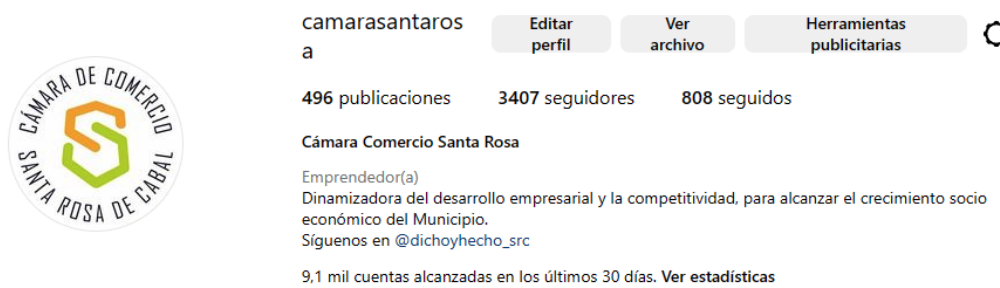 CÁMARA DE COMERCIO
SANTA ROSA DE CABAL
camarasantaros
a
Editar
perfil
Ver
archivo
Herramientas
publicitarias
496 publicaciones
3407 seguidores
808 seguidos
Cámara Comercio Santa Rosa
Emprendedor(a)
Dinamizadora del desarrollo empresarial y la competitividad, para alcanzar el crecimiento socio
económico del Municipio.
Síguenos en @dichoyhecho_src
9,1 mil cuentas alcanzadas en los últimos 30 días. Ver estadísticas